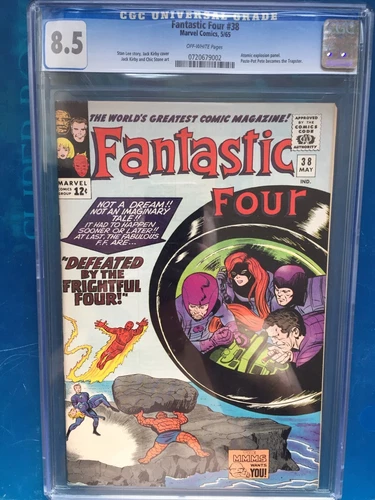 CGC UNIVERSAL GRADE
8.5
Fantastic Four #38
Marvel Comics, 5/65
OFF-WHITE Pages
Stan Lee story, Jack Kirby cover
Jack Kirby and Chic Stone art
0720679002
Atomic explosion panel.
Paste-Pot Pete becomes the Trapster.
THE WORLD'S GREATEST COMIC MAGAZINE!
APPROVED BY THE COMICS CODE AUTHORITY
Fantastic
FOUR
38
MAY
IND.
MARVEL
COMICS
GROUP
12¢
NOT A DREAM!!
NOT AN IMAGINARY
TALE!!
IT HAD TO HAPPEN
SOONER OR LATER!!
AT LAST, THE FABULOUS
F.F. ARE...
"DEFEATED
BY THE
FRIGHTFUL
FOUR!"
MMMS
WANTS
YOU!